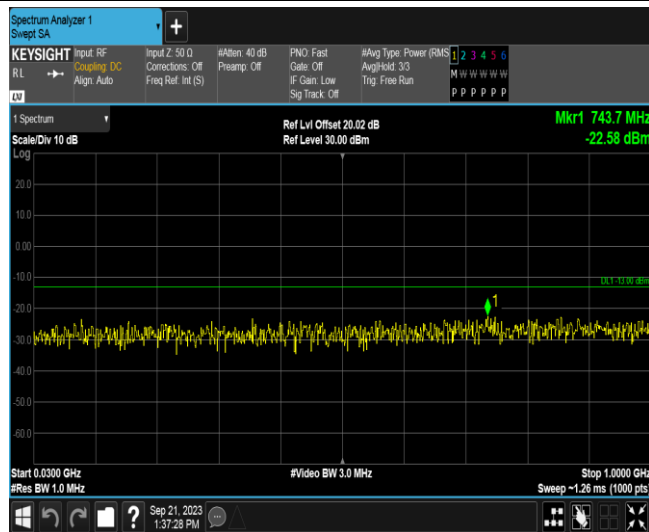 Spectrum Analyzer 1
Swept SA
+
KEYSIGHT
RL
LXI
Input: RF
Coupling: DC
Align: Auto
Input Z: 50 Ω
Corrections: Off
Freq Ref: Int (S)
#Atten: 40 dB
Preamp: Off
PNO: Fast
Gate: Off
IF Gain: Low
Sig Track: Off
#Avg Type: Power (RMS
Avg|Hold: 3/3
Trig: Free Run
1 2 3 4 5 6
M W W W W W
P P P P P P
1 Spectrum
Scale/Div 10 dB
Log
Ref Lvl Offset 20.02 dB
Ref Level 30.00 dBm
Mkr1 743.7 MHz
-22.58 dBm
20.0
10.0
0.00
-10.0
DL1 -13.00 dBm
1
-20.0
-30.0
-40.0
-50.0
-60.0
Start 0.0300 GHz
#Res BW 1.0 MHz
#Video BW 3.0 MHz
Stop 1.0000 GHz
Sweep ~1.26 ms (1000 pts)
?
Sep 21, 2023
1:37:28 PM